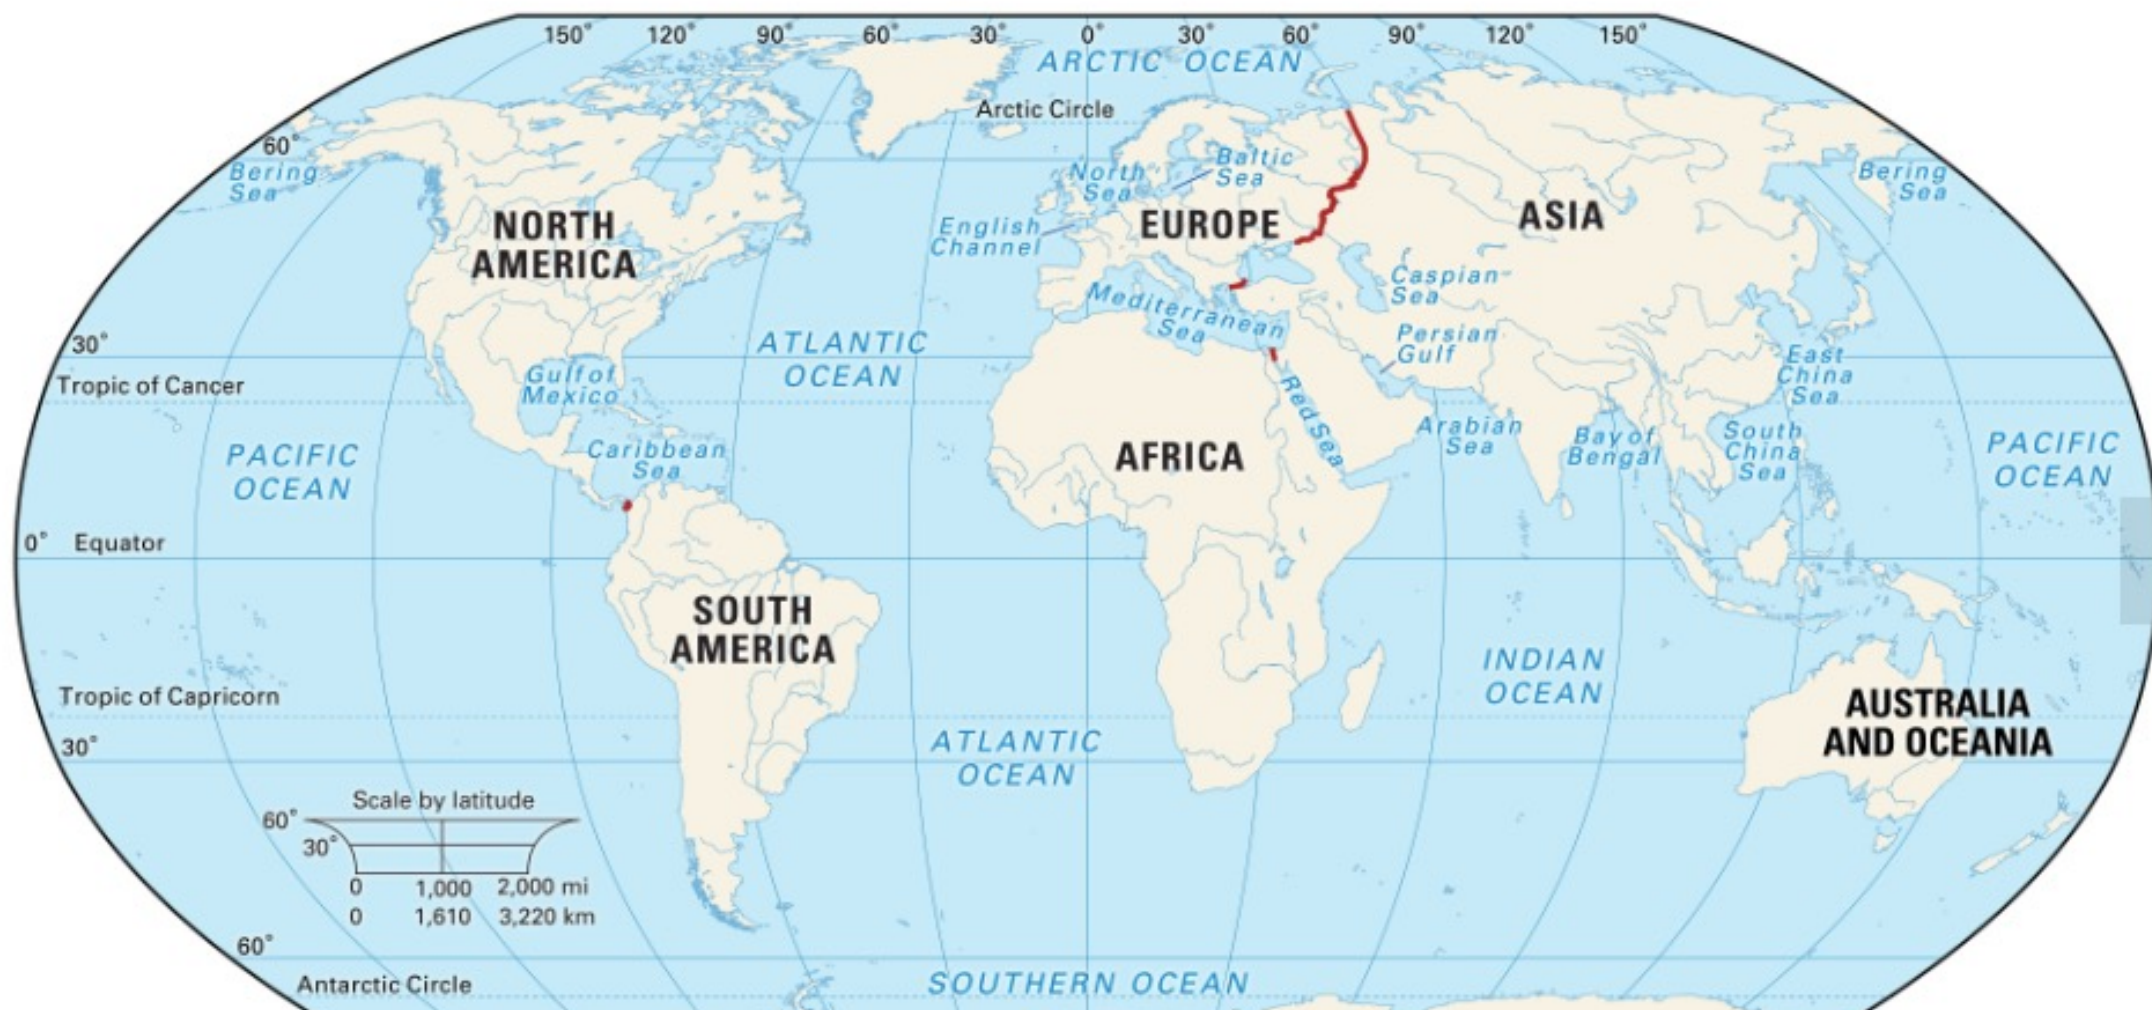 150° 120° 90° 60° 30° 0° 30° 60° 90° 120° 150°
ARCTIC OCEAN
Arctic Circle
60°
Bering
Sea
North
Sea
Baltic
Sea
Bering
Sea
NORTH
AMERICA
English
Channel
EUROPE
ASIA
Caspian
Sea
Mediterranean
Sea
30°
ATLANTIC
OCEAN
Persian
Gulf
East
China
Sea
Tropic of Cancer
Gulf of
Mexico
Red Sea
Arabian
Sea
Bay of
Bengal
South
China
Sea
PACIFIC
OCEAN
Caribbean
Sea
AFRICA
PACIFIC
OCEAN
0° Equator
SOUTH
AMERICA
INDIAN
OCEAN
Tropic of Capricorn
AUSTRALIA
AND OCEANIA
30°
ATLANTIC
OCEAN
Scale by latitude
60°
30°
0 1,000 2,000 mi
0 1,610 3,220 km
60°
Antarctic Circle
SOUTHERN OCEAN